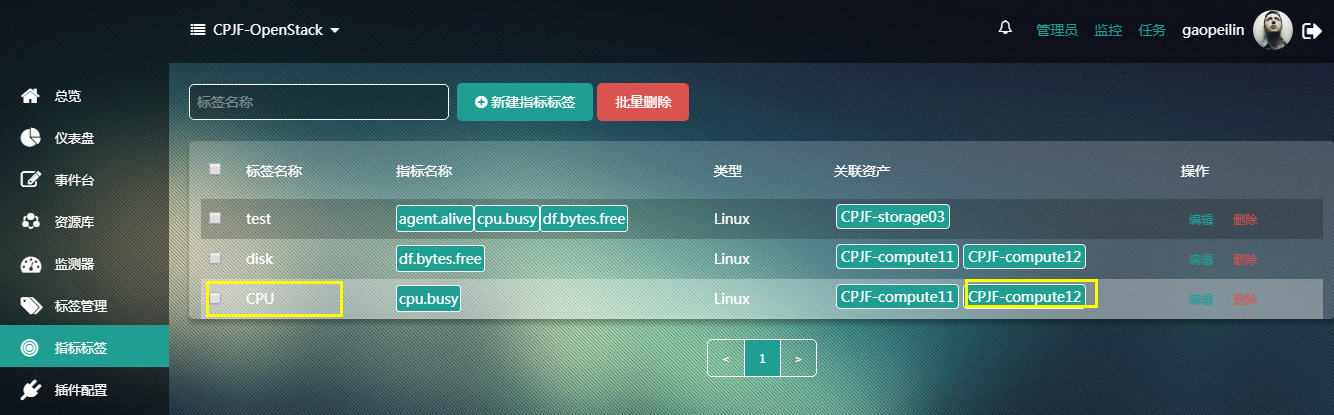 CPJF-OpenStack
管理员 监控 任务 gaopeilin
总览
仪表盘
事件台
资源库
监测器
标签管理
指标标签
插件配置
标签名称 新建指标标签 批量删除
标签名称 指标名称 类型 关联资产 操作
test agent.alive cpu.busy df.bytes.free Linux CPJF-storage03 编辑 删除
disk df.bytes.free Linux CPJF-compute11 CPJF-compute12 编辑 删除
CPU cpu.busy Linux CPJF-compute11 CPJF-compute12 编辑 删除
< 1 >